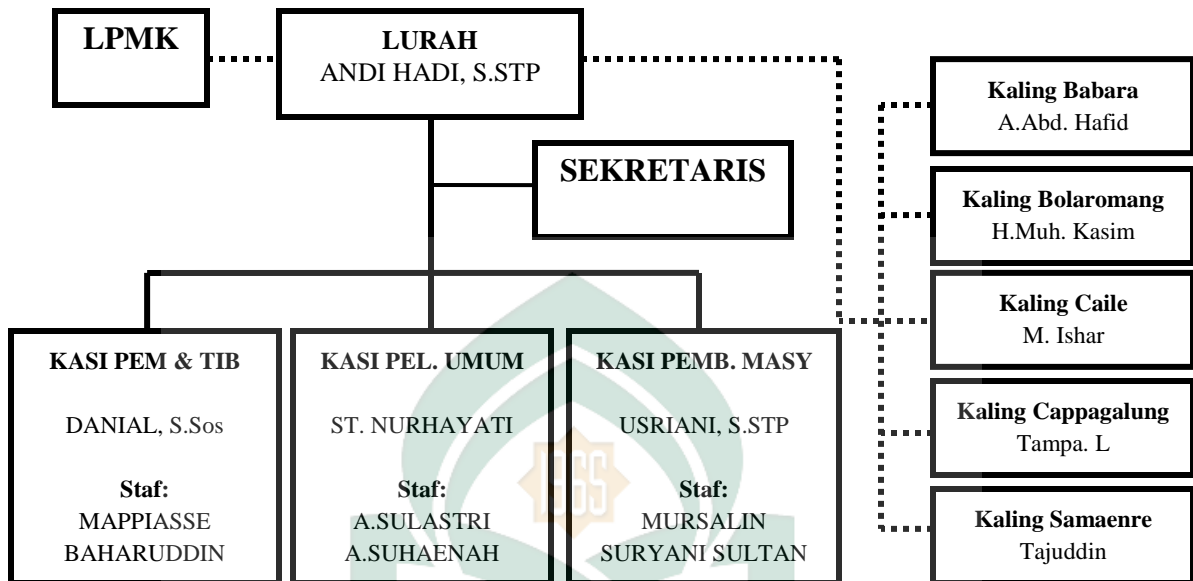 LPMK
LURAH
ANDI HADI, S.STP
SEKRETARIS
KASI PEM & TIB
DANIAL, S.Sos
Staf:
MAPPIASSE
BAHARUDDIN
KASI PEL. UMUM
ST. NURHAYATI
Staf:
A.SULASTRI
A.SUHAENAH
KASI PEMB. MASY
USRIANI, S.STP
Staf:
MURSALIN
SURYANI SULTAN
Kaling Babara
A.Abd. Hafid
Kaling Bolaromang
H.Muh. Kasim
Kaling Caile
M. Ishar
Kaling Cappagalung
Tampa. L
Kaling Samaenre
Tajuddin
1965